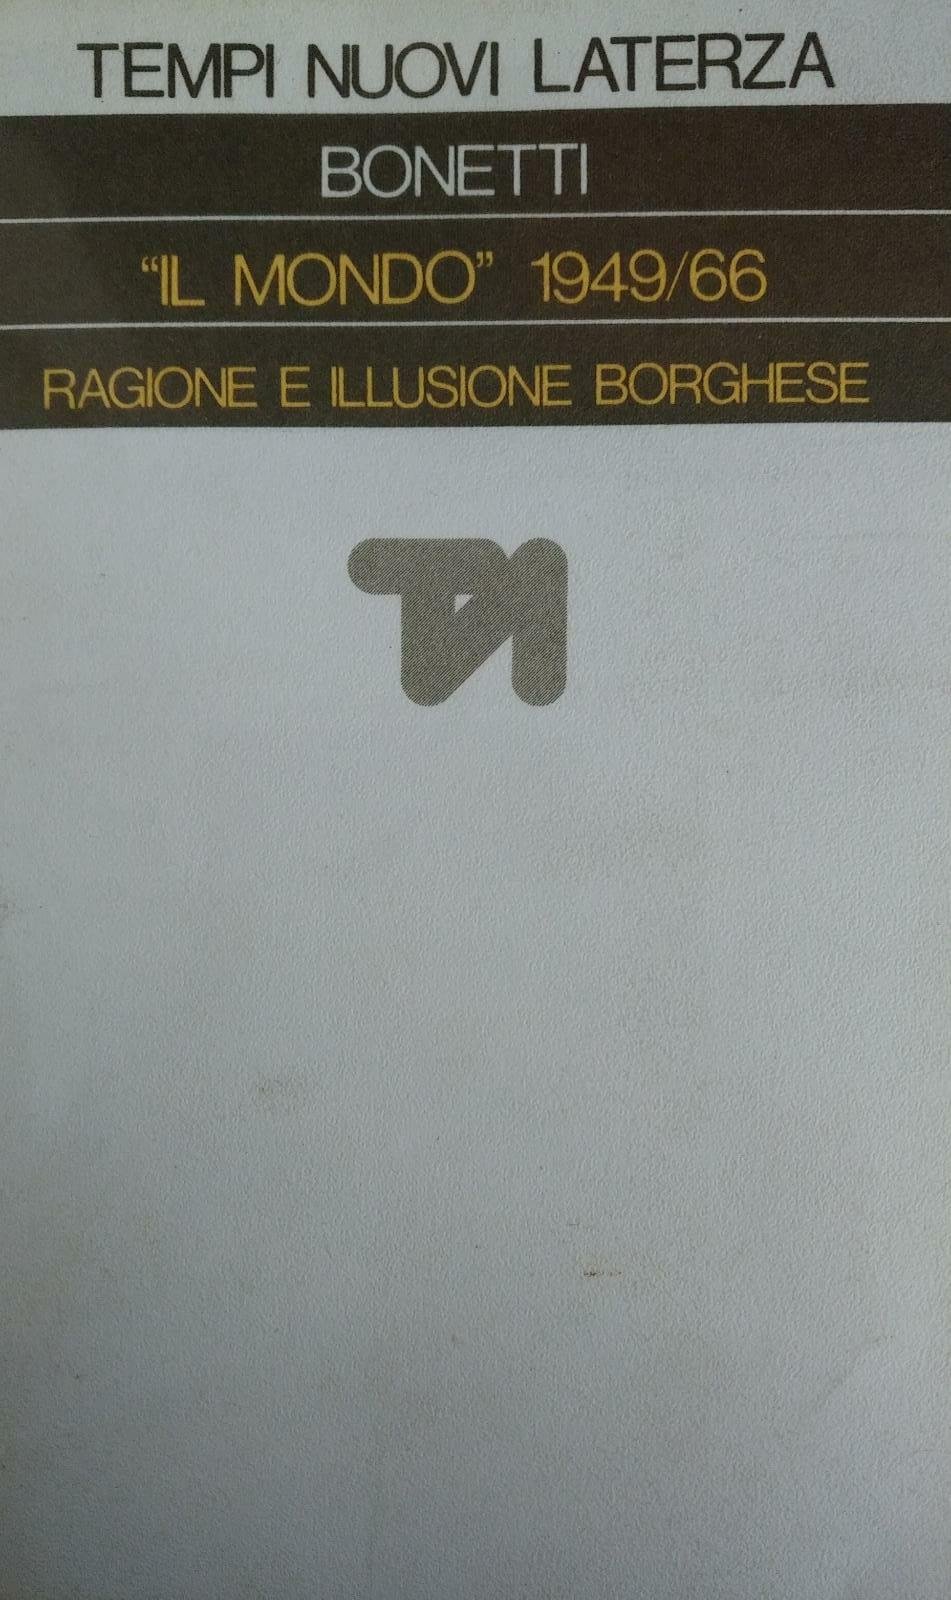 TEMPI NUOVI LATERZA
BONETTI
“IL MONDO” 1949/66
RAGIONE E ILLUSIONE BORGHESE